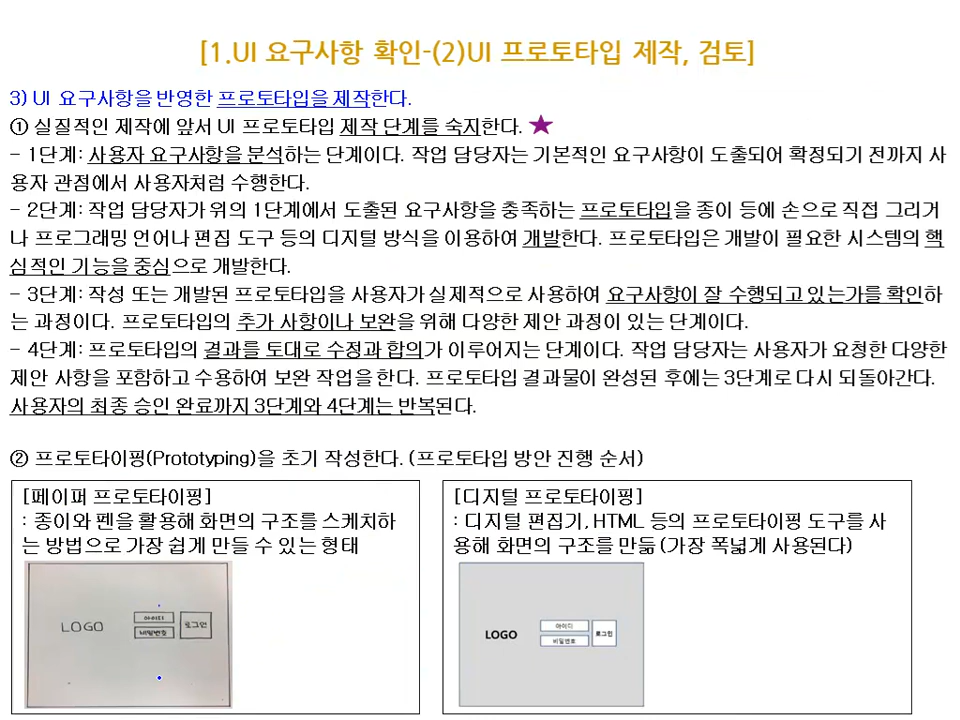 [1.UI 요구사항 확인-(2)UI 프로토타입 제작, 검토]
3) UI 요구사항을 반영한 프로토타입을 제작한다.
① 실질적인 제작에 앞서 UI 프로토타입 제작 단계를 숙지한다. ★
- 1단계: 사용자 요구사항을 분석하는 단계이다. 작업 담당자는 기본적인 요구사항이 도출되어 확정되기 전까지 사
용자 관점에서 사용자처럼 수행한다.
- 2단계: 작업 담당자가 위의 1단계에서 도출된 요구사항을 충족하는 프로토타입을 종이 등에 손으로 직접 그리거
나 프로그래밍 언어나 편집 도구 등의 디지털 방식을 이용하여 개발한다. 프로토타입은 개발이 필요한 시스템의 핵
심적인 기능을 중심으로 개발한다.
- 3단계: 작성 또는 개발된 프로토타입을 사용자가 실제적으로 사용하여 요구사항이 잘 수행되고 있는가를 확인하
는 과정이다. 프로토타입의 추가 사항이나 보완을 위해 다양한 제안 과정이 있는 단계이다.
- 4단계: 프로토타입의 결과를 토대로 수정과 합의가 이루어지는 단계이다. 작업 담당자는 사용자가 요청한 다양한
제안 사항을 포함하고 수용하여 보완 작업을 한다. 프로토타입 결과물이 완성된 후에는 3단계로 다시 되돌아간다.
사용자의 최종 승인 완료까지 3단계와 4단계는 반복된다.
② 프로토타이핑(Prototyping)을 초기 작성한다. (프로토타입 방안 진행 순서)
[페이퍼 프로토타이핑]
: 종이와 펜을 활용해 화면의 구조를 스케치하
는 방법으로 가장 쉽게 만들 수 있는 형태
LOGO
아이디
비밀번호
로그인
[디지털 프로토타이핑]
: 디지털 편집기, HTML 등의 프로토타이핑 도구를 사
용해 화면의 구조를 만듦 (가장 폭넓게 사용된다)
LOGO
아이디
비밀번호
로그인